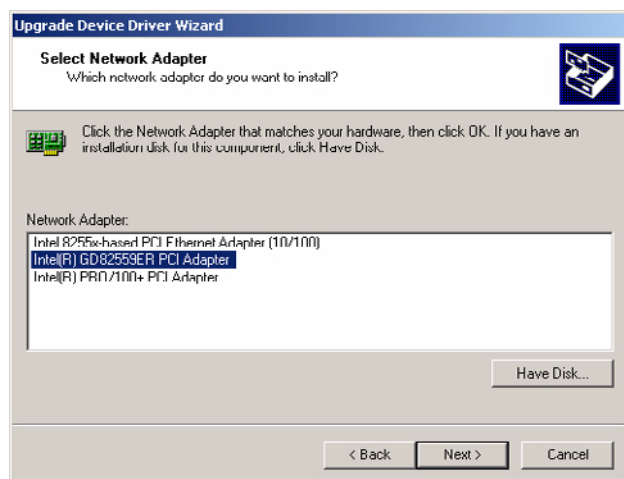 Upgrade Device Driver Wizard
Select Network Adapter
Which network adapter do you want to install?
Click the Network Adapter that matches your hardware, then click OK. If you have an
installation disk for this component, click Have Disk.
Network Adapter:
Intel 8255x-based PCI Ethernet Adapter (10/100)
Intel(R) GD82559ER PCI Adapter
Intel(R) PRO/100+ PCI Adapter
Have Disk...
< Back
Next >
Cancel